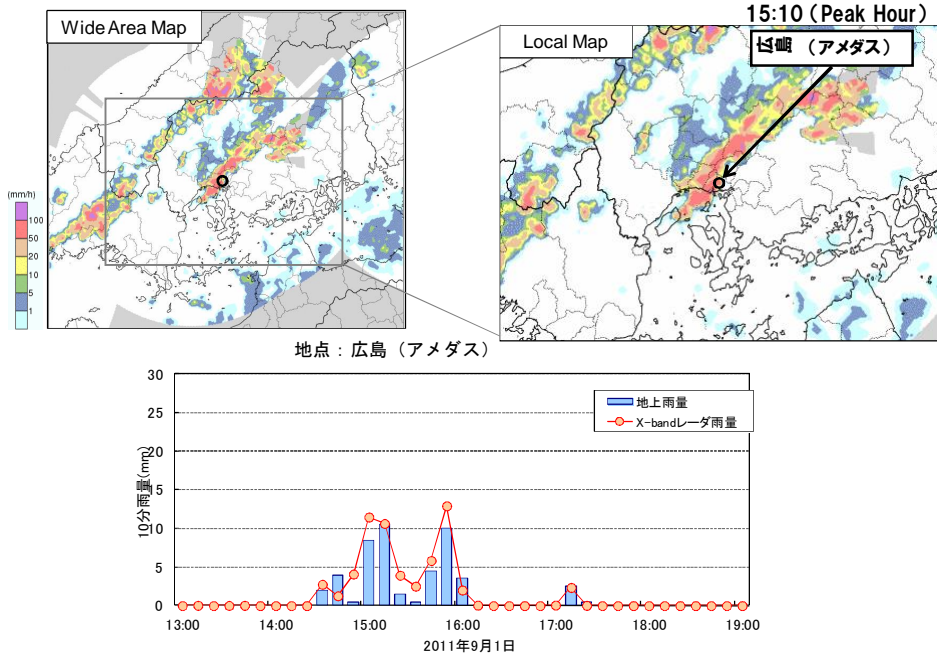 15:10 (Peak Hour)
Wide Area Map
Local Map
広島 (アメダス)
(mm/h)
100
50
20
10
5
1
地点：広島（アメダス）
30
25
20
15
10
5
0
10分雨量(mm)
地上雨量
X-bandレーダ雨量
13:00 14:00 15:00 16:00 17:00 18:00 19:00
2011年9月1日